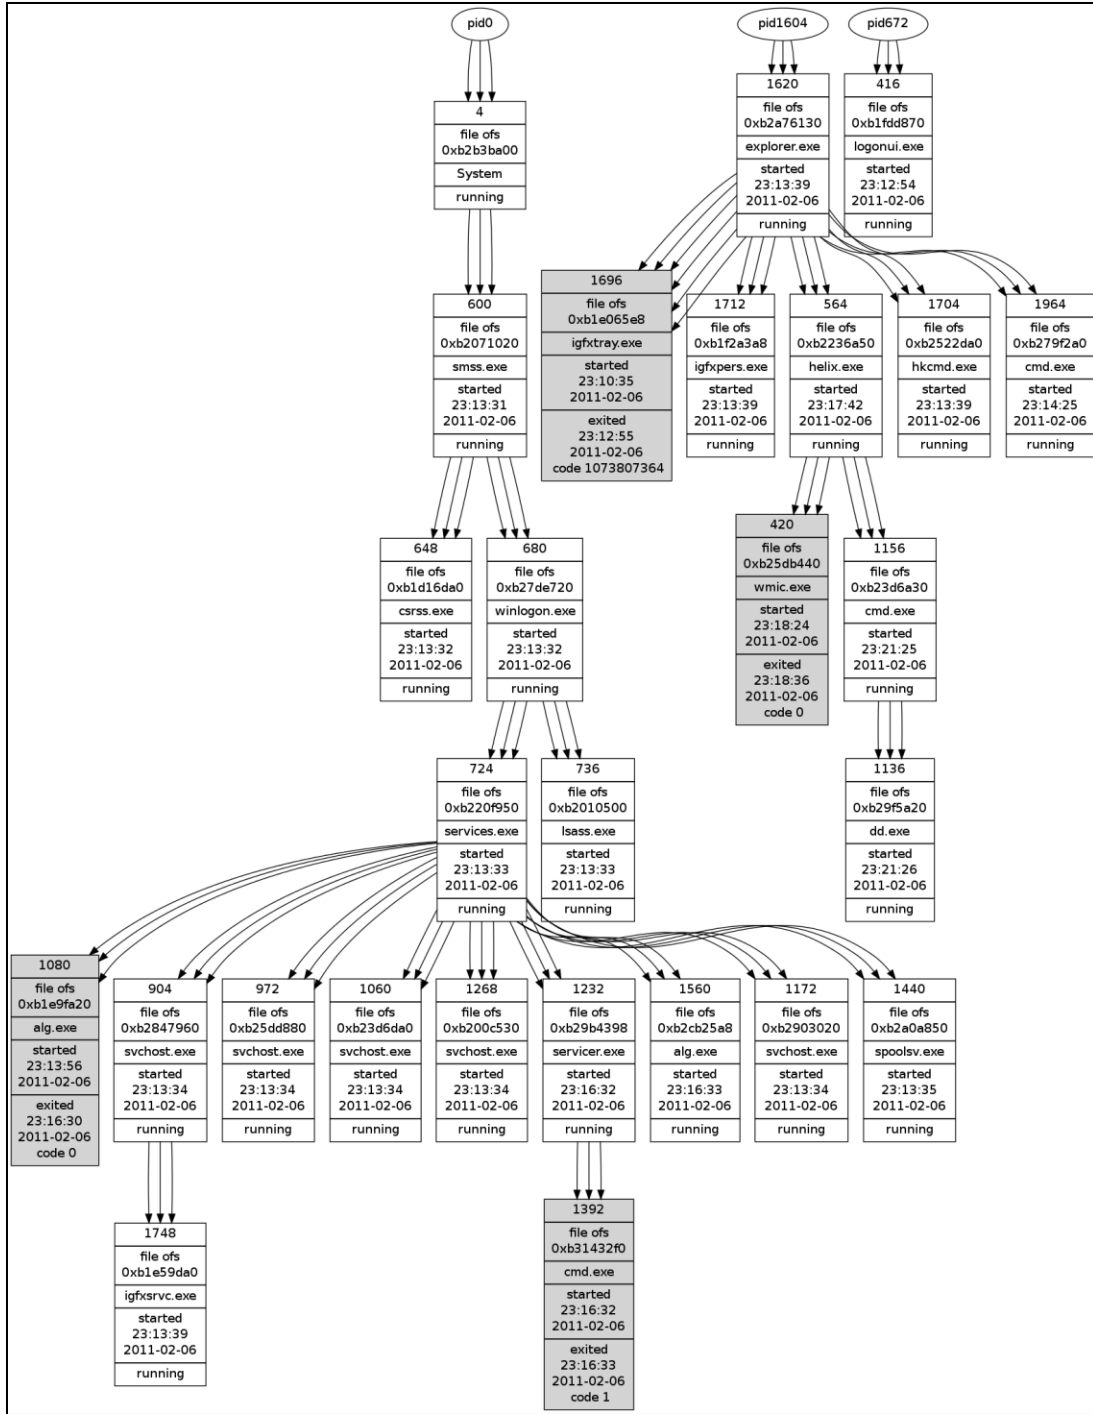 pid0
pid1604
pid672
4
file ofs
0xb2b3ba00
System
running
1620
file ofs
0xb2a76130
explorer.exe
started
23:13:39
2011-02-06
running
416
file ofs
0xb1fdd870
logonui.exe
started
23:12:54
2011-02-06
running
600
file ofs
0xb2071020
smss.exe
started
23:13:31
2011-02-06
running
1696
file ofs
0xb1e065e8
igfxtray.exe
started
23:10:35
2011-02-06
exited
23:12:55
2011-02-06
code 1073807364
1712
file ofs
0xb1f2a3a8
igfxpers.exe
started
23:13:39
2011-02-06
running
564
file ofs
0xb2236a50
helix.exe
started
23:17:42
2011-02-06
running
1704
file ofs
0xb2522da0
hkcmd.exe
started
23:13:39
2011-02-06
running
1964
file ofs
0xb279f2a0
cmd.exe
started
23:14:25
2011-02-06
running
648
file ofs
0xb1d16da0
csrss.exe
started
23:13:32
2011-02-06
running
680
file ofs
0xb27de720
winlogon.exe
started
23:13:32
2011-02-06
running
420
file ofs
0xb25db440
wmic.exe
started
23:18:24
2011-02-06
exited
23:18:36
2011-02-06
code 0
1156
file ofs
0xb23d6a30
cmd.exe
started
23:21:25
2011-02-06
running
724
file ofs
0xb220f950
services.exe
started
23:13:33
2011-02-06
running
736
file ofs
0xb2010500
lsass.exe
started
23:13:33
2011-02-06
running
1136
file ofs
0xb29f5a20
dd.exe
started
23:21:26
2011-02-06
running
1080
file ofs
0xb1e9fa20
alg.exe
started
23:13:56
2011-02-06
exited
23:16:30
2011-02-06
code 0
904
file ofs
0xb2847960
svchost.exe
started
23:13:34
2011-02-06
running
972
file ofs
0xb25dd880
svchost.exe
started
23:13:34
2011-02-06
running
1060
file ofs
0xb23d6da0
svchost.exe
started
23:13:34
2011-02-06
running
1268
file ofs
0xb200c530
svchost.exe
started
23:13:34
2011-02-06
running
1232
file ofs
0xb29b4398
servicer.exe
started
23:16:32
2011-02-06
running
1560
file ofs
0xb2cb25a8
alg.exe
started
23:16:33
2011-02-06
running
1172
file ofs
0xb2903020
svchost.exe
started
23:13:34
2011-02-06
running
1440
file ofs
0xb2a0a850
spoolsv.exe
started
23:13:35
2011-02-06
running
1748
file ofs
0xb1e59da0
igfxsrvc.exe
started
23:13:39
2011-02-06
running
1392
file ofs
0xb31432f0
cmd.exe
started
23:16:32
2011-02-06
exited
23:16:33
2011-02-06
code 1